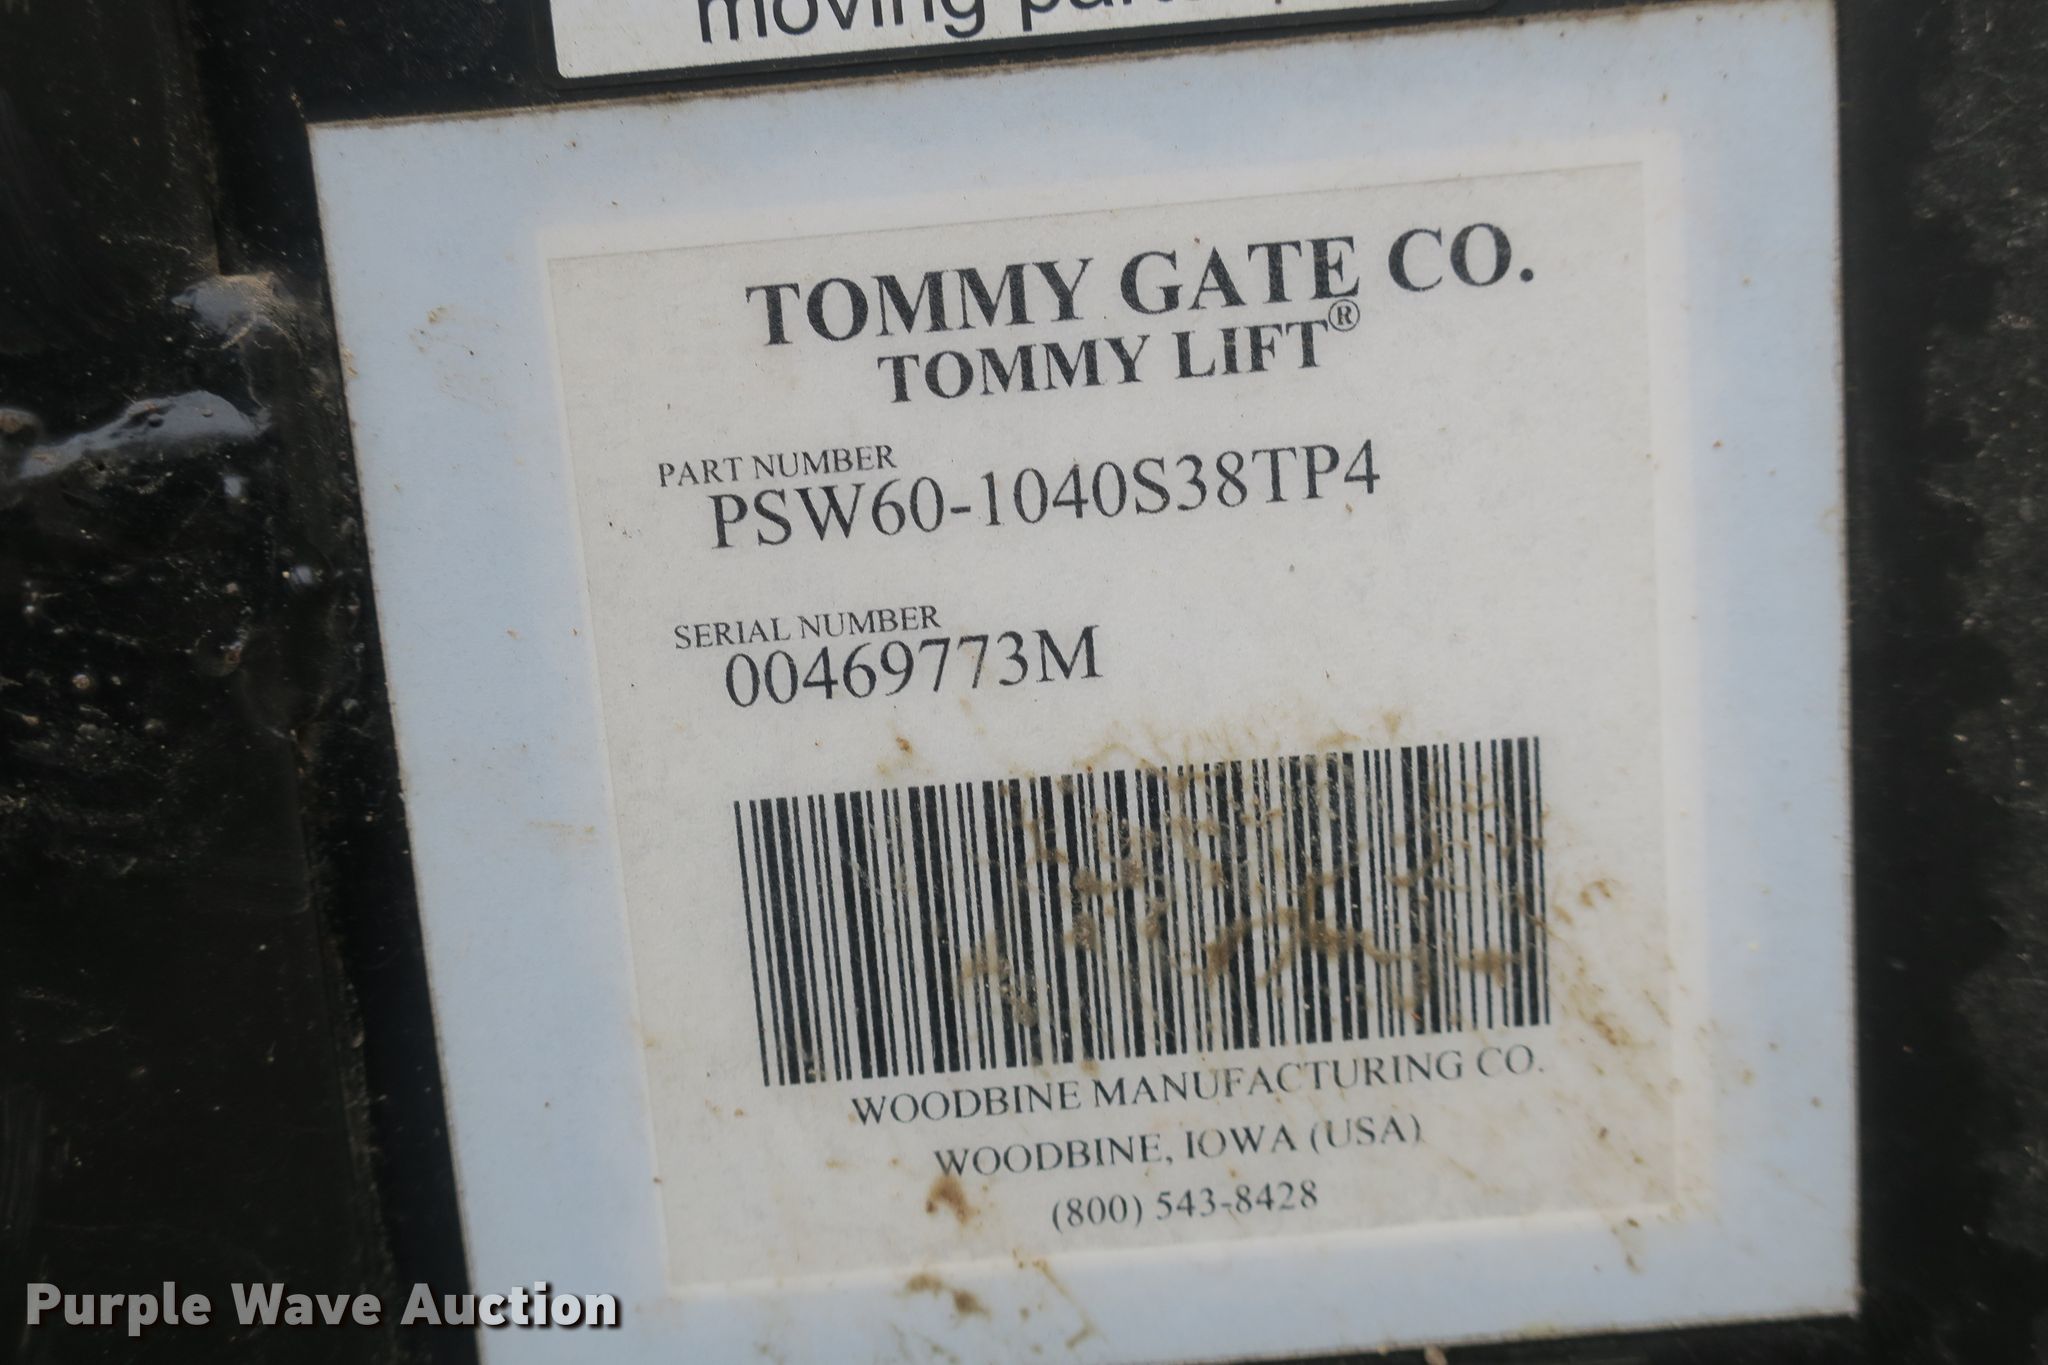 moving
TOMMY GATE CO.
TOMMY LIFT®
PART NUMBER
PSW60-1040S38TP4
SERIAL NUMBER
00469773M
WOODBINE MANUFACTURING CO.
WOODBINE, IOWA (USA)
(800) 543-8428
Purple Wave Auction